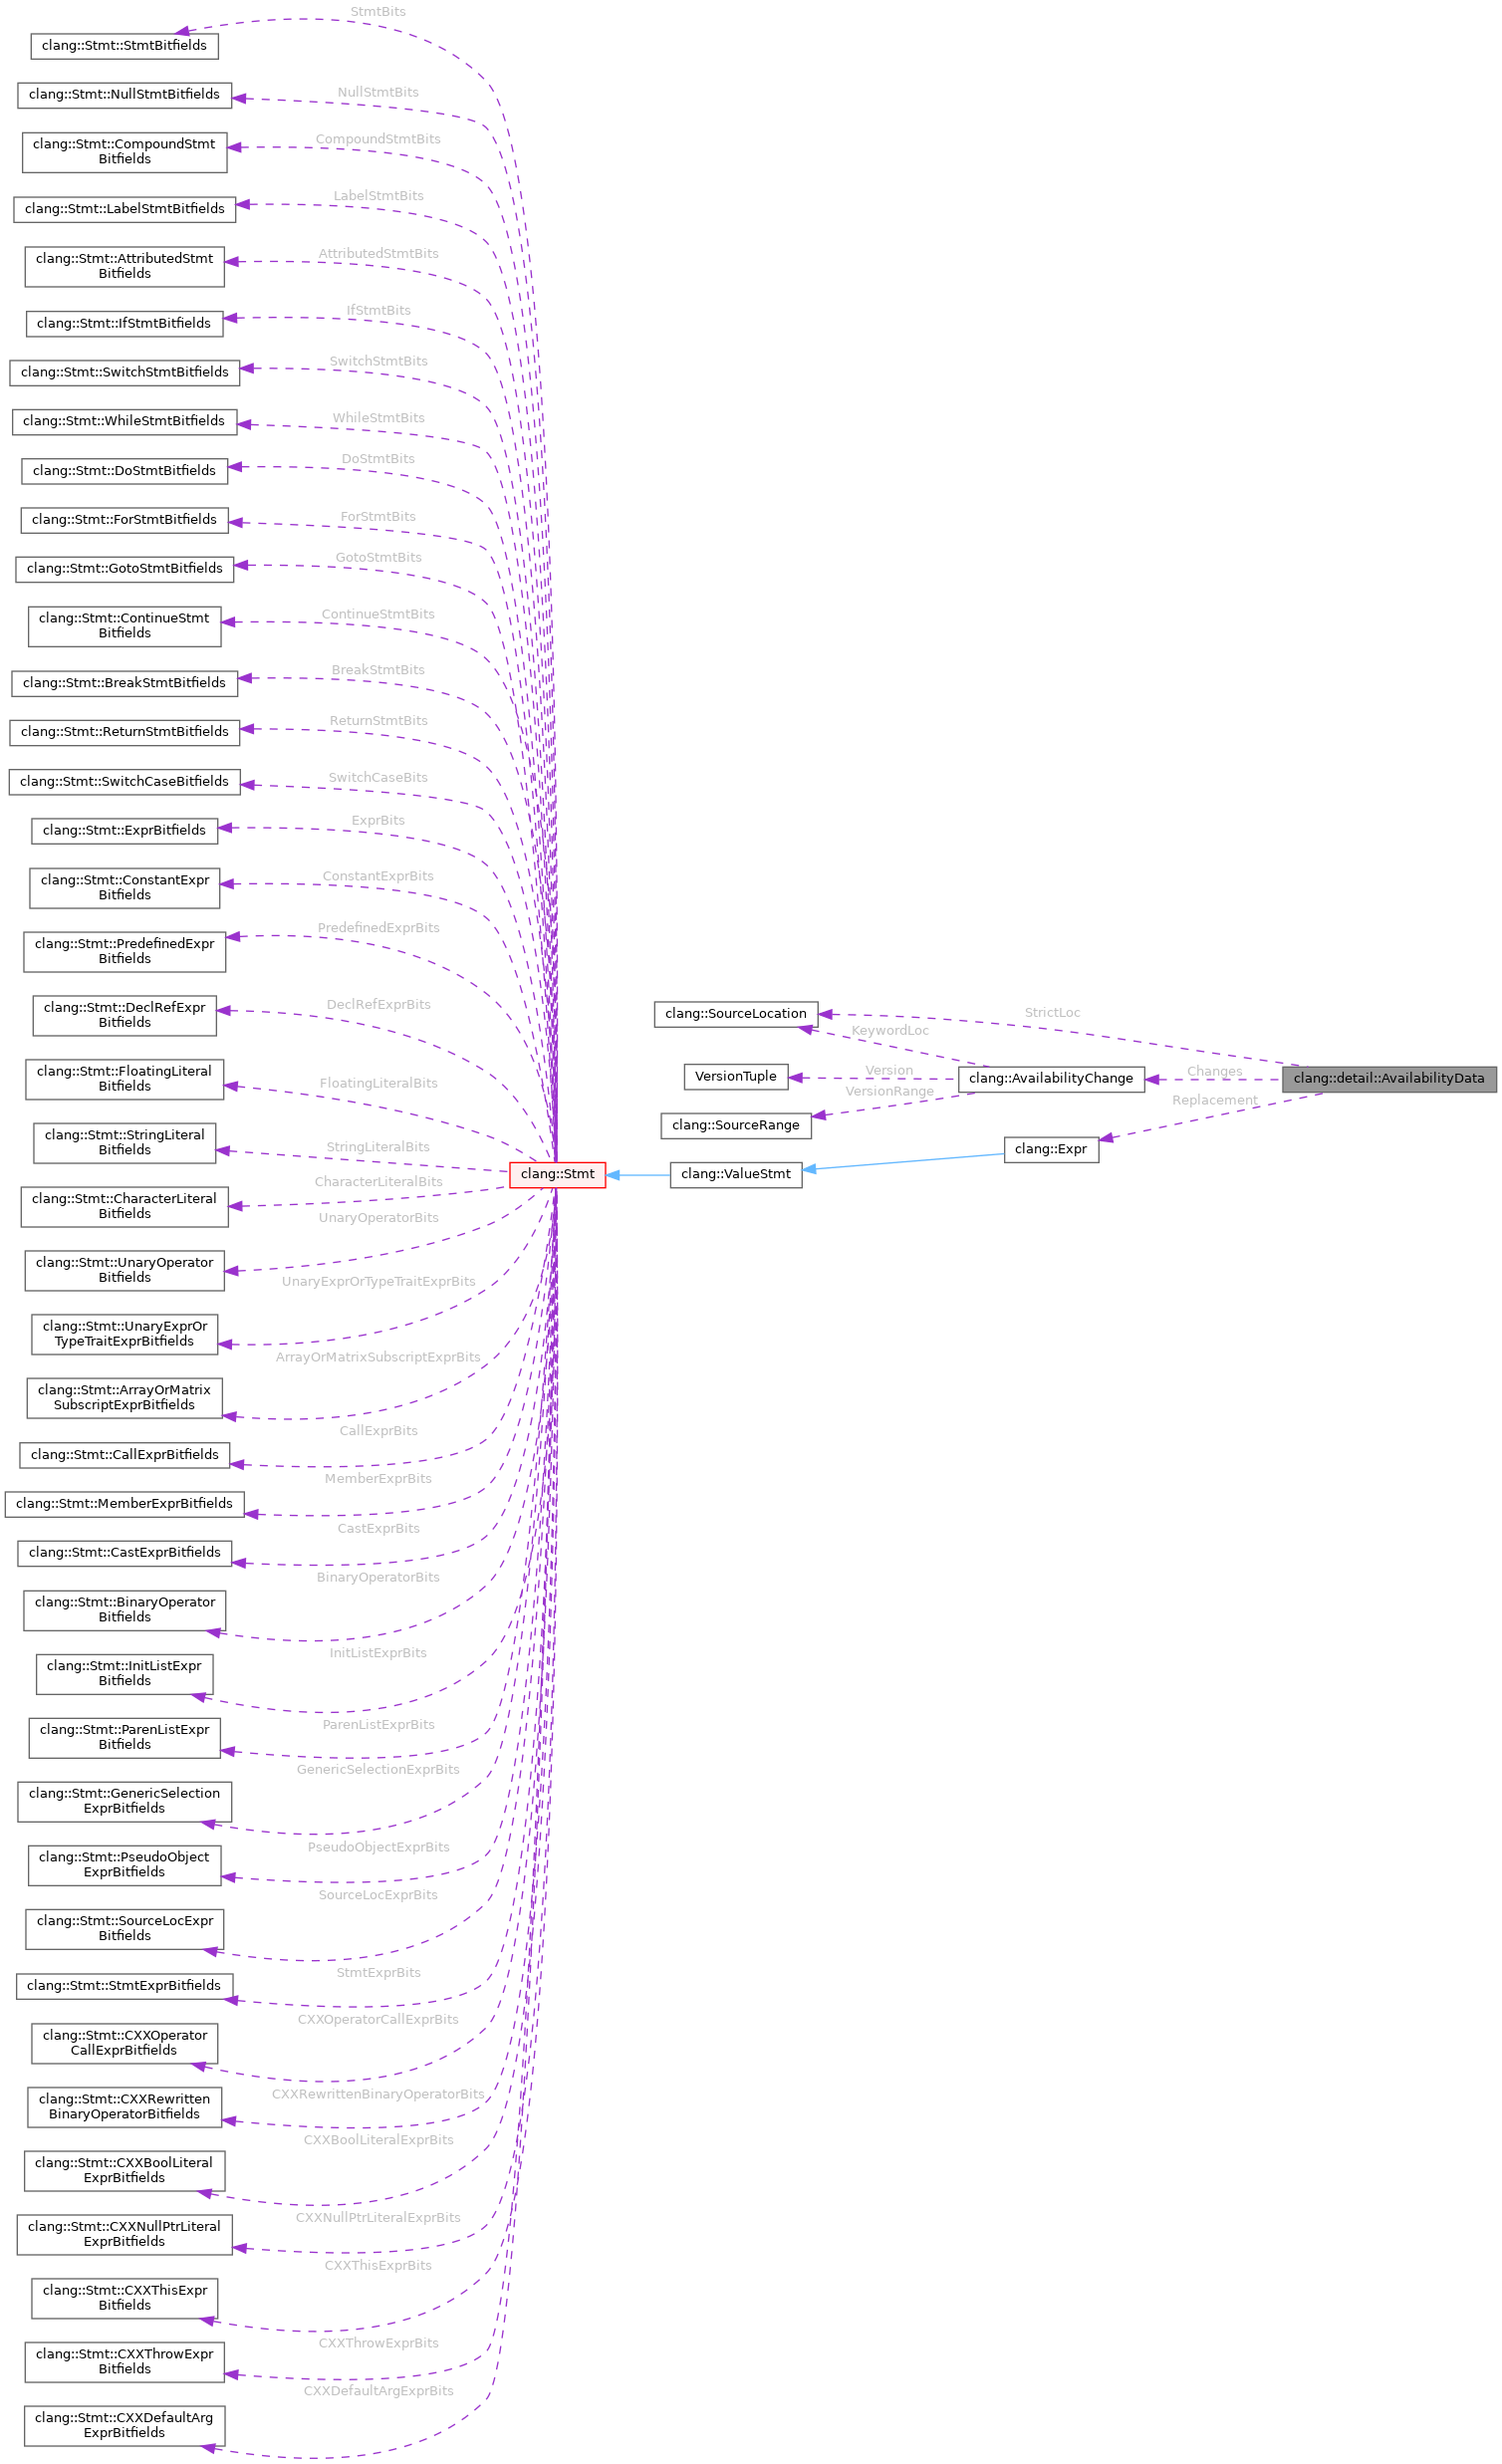 StmtBits
clang::Stmt::StmtBitfields
NullStmtBits
clang::Stmt::NullStmtBitfields
CompoundStmtBits
clang::Stmt::CompoundStmt
Bitfields
LabelStmtBits
clang::Stmt::LabelStmtBitfields
AttributedStmtBits
clang::Stmt::AttributedStmt
Bitfields
IfStmtBits
clang::Stmt::IfStmtBitfields
SwitchStmtBits
clang::Stmt::SwitchStmtBitfields
WhileStmtBits
clang::Stmt::WhileStmtBitfields
DoStmtBits
clang::Stmt::DoStmtBitfields
ForStmtBits
clang::Stmt::ForStmtBitfields
GotoStmtBits
clang::Stmt::GotoStmtBitfields
ContinueStmtBits
clang::Stmt::ContinueStmt
Bitfields
BreakStmtBits
clang::Stmt::BreakStmtBitfields
ReturnStmtBits
clang::Stmt::ReturnStmtBitfields
SwitchCaseBits
clang::Stmt::SwitchCaseBitfields
ExprBits
clang::Stmt::ExprBitfields
ConstantExprBits
clang::Stmt::ConstantExpr
Bitfields
PredefinedExprBits
clang::Stmt::PredefinedExpr
Bitfields
DeclRefExprBits
clang::Stmt::DeclRefExpr
Bitfields
FloatingLiteralBits
clang::Stmt::FloatingLiteral
Bitfields
StringLiteralBits
clang::Stmt::StringLiteral
Bitfields
CharacterLiteralBits
clang::Stmt::CharacterLiteral
Bitfields
UnaryOperatorBits
clang::Stmt::UnaryOperator
Bitfields
UnaryExprOrTypeTraitExprBits
clang::Stmt::UnaryExprOr
TypeTraitExprBitfields
ArrayOrMatrixSubscriptExprBits
clang::Stmt::ArrayOrMatrix
SubscriptExprBitfields
CallExprBits
clang::Stmt::CallExprBitfields
MemberExprBits
clang::Stmt::MemberExprBitfields
CastExprBits
clang::Stmt::CastExprBitfields
BinaryOperatorBits
clang::Stmt::BinaryOperator
Bitfields
InitListExprBits
clang::Stmt::InitListExpr
Bitfields
ParenListExprBits
clang::Stmt::ParenListExpr
Bitfields
GenericSelectionExprBits
clang::Stmt::GenericSelection
ExprBitfields
PseudoObjectExprBits
clang::Stmt::PseudoObject
ExprBitfields
SourceLocExprBits
clang::Stmt::SourceLocExpr
Bitfields
StmtExprBits
clang::Stmt::StmtExprBitfields
CXXOperatorCallExprBits
clang::Stmt::CXXOperator
CallExprBitfields
CXXRewrittenBinaryOperatorBits
clang::Stmt::CXXRewritten
BinaryOperatorBitfields
CXXBoolLiteralExprBits
clang::Stmt::CXXBoolLiteral
ExprBitfields
CXXNullPtrLiteralExprBits
clang::Stmt::CXXNullPtrLiteral
ExprBitfields
CXXThisExprBits
clang::Stmt::CXXThisExpr
Bitfields
CXXThrowExprBits
clang::Stmt::CXXThrowExpr
Bitfields
CXXDefaultArgExprBits
clang::Stmt::CXXDefaultArg
ExprBitfields
clang::Stmt
clang::SourceLocation
VersionTuple
clang::SourceRange
clang::ValueStmt
StrictLoc
KeywordLoc
Version
VersionRange
clang::AvailabilityChange
clang::Expr
Changes
Replacement
clang::detail::AvailabilityData